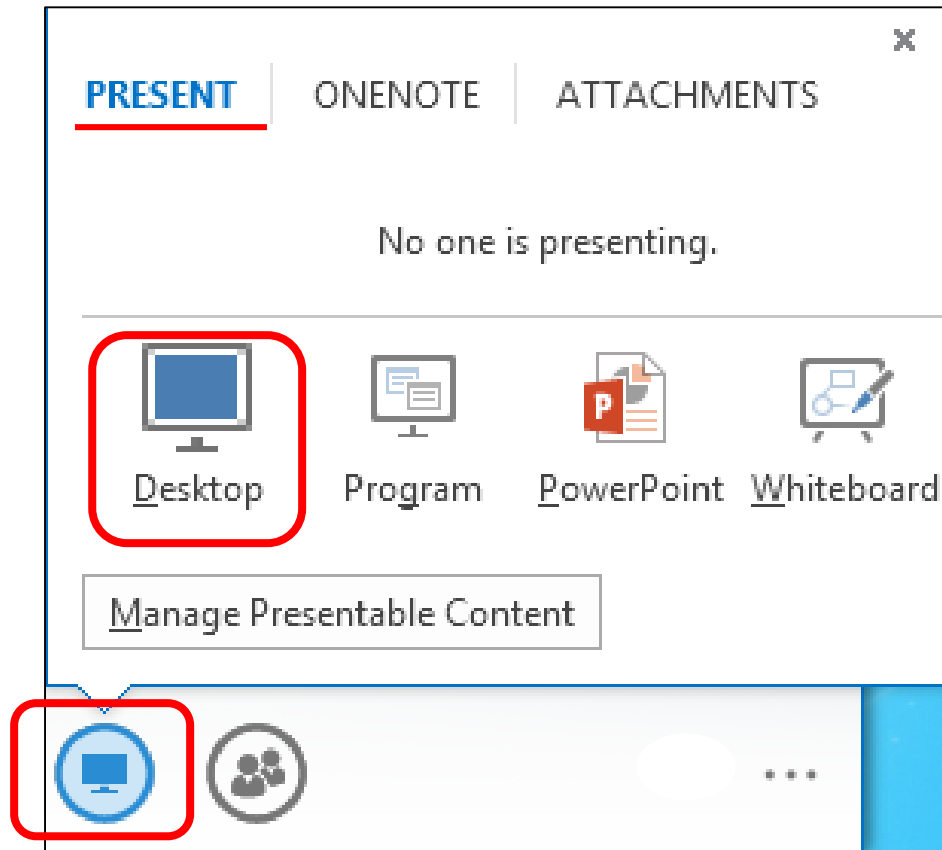 PRESENT ONENOTE ATTACHMENTS
No one is presenting.
P
Desktop Program PowerPoint Whiteboard
Manage Presentable Content